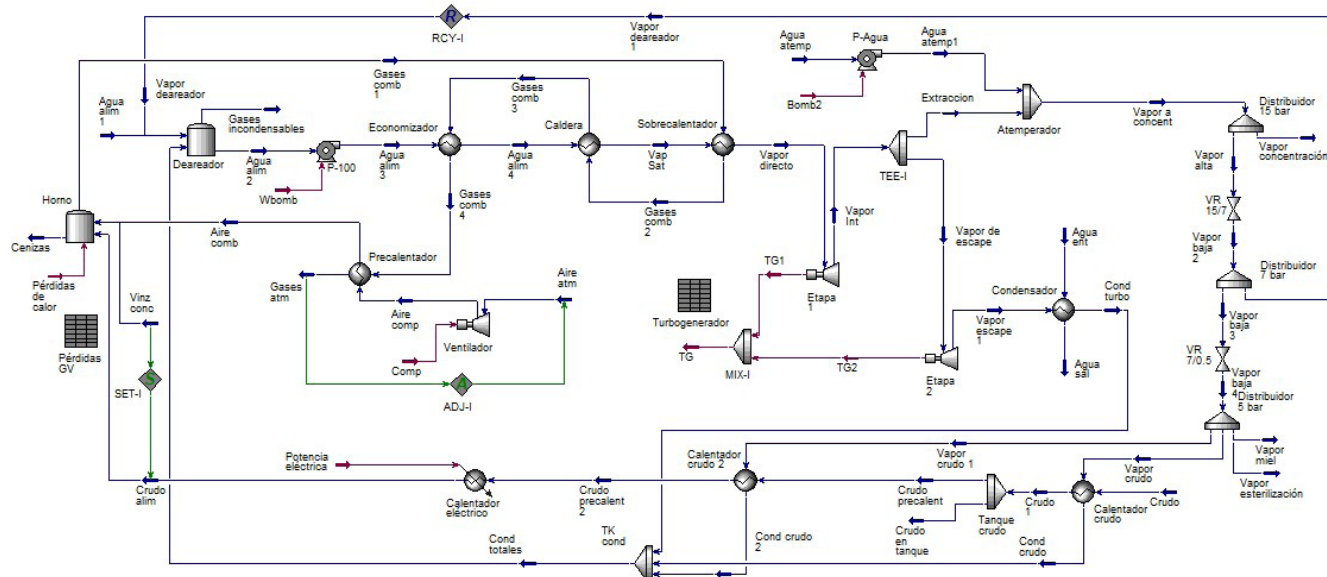 R
RCY-I
Vapor
deareador
1
Agua
atemp
P-Agua
Agua
atemp1
Bomb2
Extraccion
Atemperador
Vapor a
concent
Distribuidor
15 bar
Vapor
concentración
Vapor
alta
VR
15/7
Vapor
baja
2
Distribuidor
7 bar
Vapor
baja
3
VR
7/0.5
Vapor
baja
4
Distribuidor
5 bar
Vapor
miel
Vapor
esterilización
Vapor
deareador
Agua
alim
1
Gases
incondensables
Deareador
Agua
alim
2
P-100
Wbomb
Gases
comb
1
Economizador
Agua
alim
3
Gases
comb
3
Caldera
Agua
alim
4
Sobrecalentador
Vap
Sat
Vapor
directo
Gases
comb
2
Gases
comb
4
TEE-I
Vapor
Int
Vapor de
escape
Agua
ent
Condensador
Cond
turbo
Agua
sal
Vapor
escape
1
Etapa
1
TG1
Turbogenerador
TG
MIX-I
TG2
Etapa
2
Horno
Cenizas
Pérdidas
de
calor
Pérdidas
GV
Aire
comb
Vinz
conc
S
SET-I
Precalentador
Gases
atm
Aire
atm
Aire
comp
Comp
Ventilador
A
ADJ-I
Potencia
eléctrica
Calentador
eléctrico
Crudo
alim
Crudo
precalent
2
Calentador
crudo 2
Vapor
crudo 1
Crudo
precalent
Tanque
crudo
Crudo
en
tanque
Crudo
1
Vapor
crudo
Calentador
crudo
Crudo
Cond
crudo
Cond crudo
2
TK
cond
Cond
totales